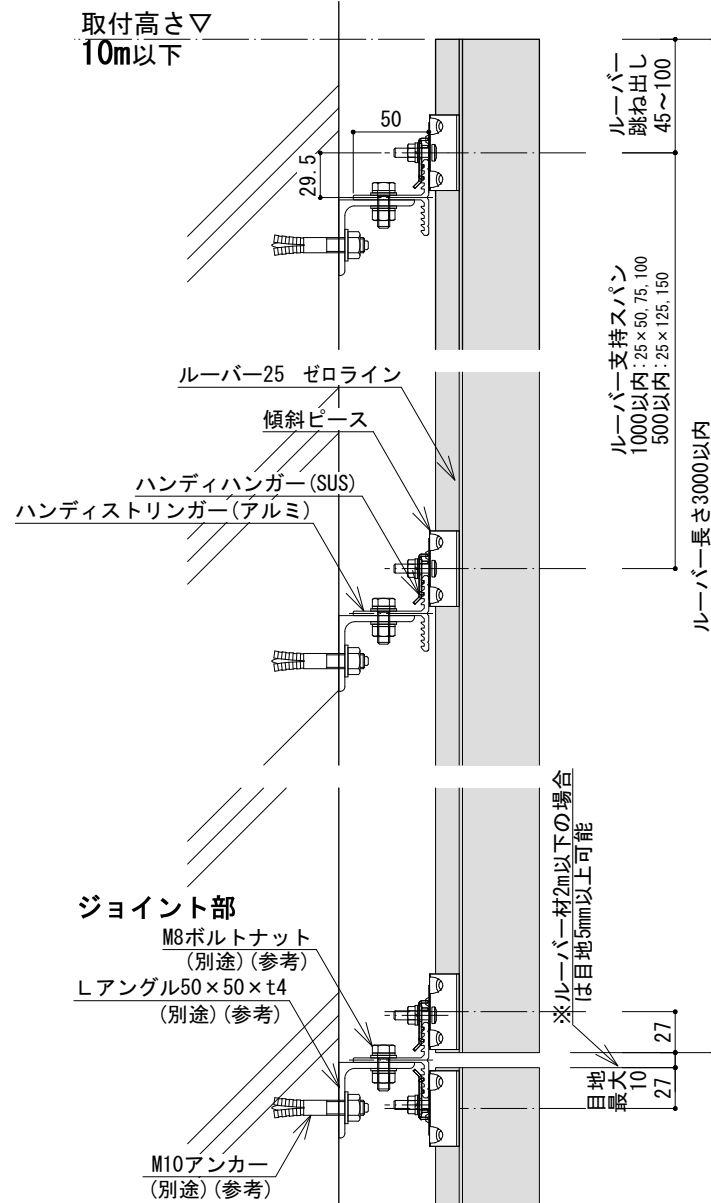 取付高さ▽
10m以下
ルーバー
跳ね出し
45～100
50
29.5
ルーバー支持スパン
1000以内:25×50,75,100
500以内:25×125,150
ルーバー長さ3000以内
ルーバー25 ゼロライン
傾斜ピース
ハンディハンガー(SUS)
ハンディストリンガー(アルミ)
※ルーバー材2m以下の場合
は目地5mm以上可能
ジョイント部
M8ボルトナット
(別途)(参考)
Lアングル50×50×t4
(別途)(参考)
27
目地
最大
10
27
M10アンカー
(別途)(参考)